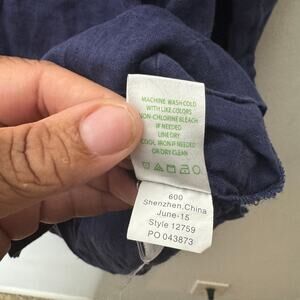 MACHINE WASH COLD
WITH LIKE COLORS
NON-CHLORINE BLEACH
IF NEEDED
LINE DRY
COOL IRON IF NEEDED
OR DRY CLEAN
600
Shenzhen,China
June-15
Style 12759
PO 043873